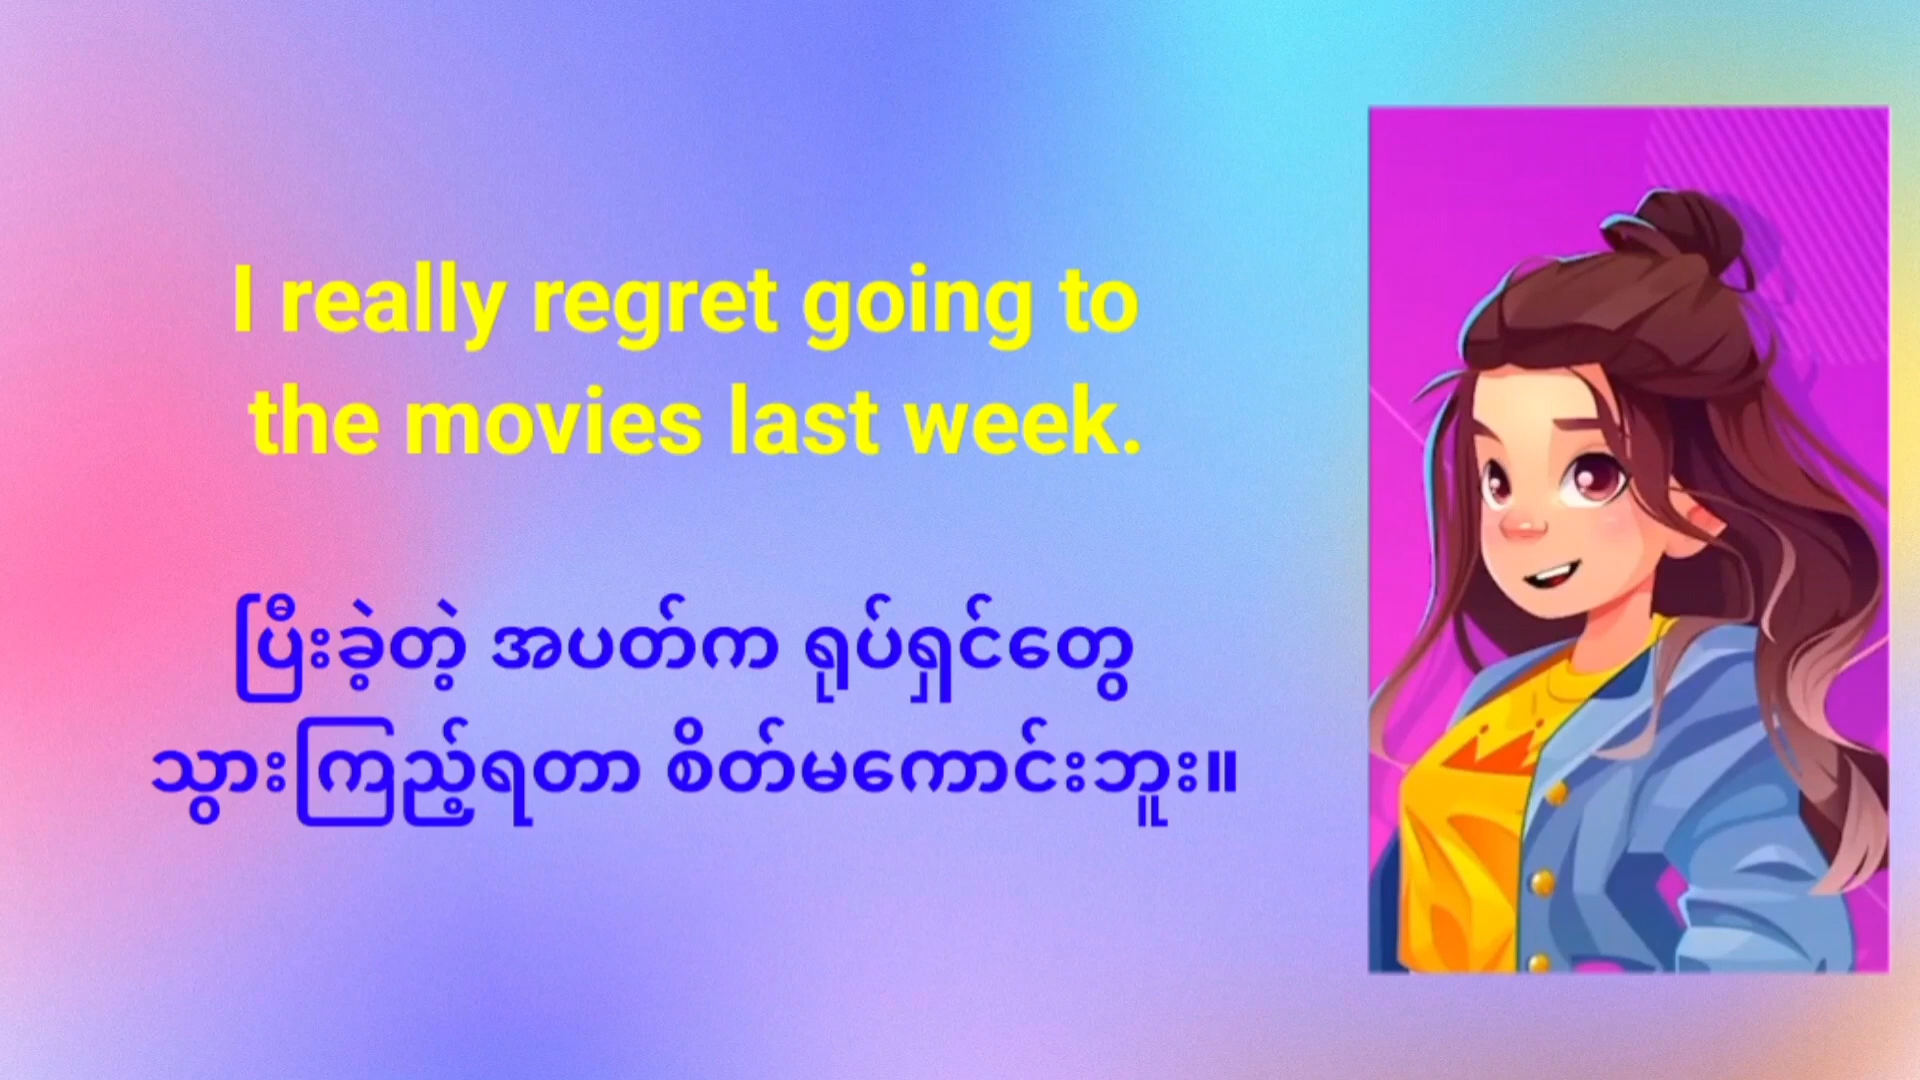 I really regret going to
the movies last week.
ပြီးခဲ့တဲ့ အပတ်က ရုပ်ရှင်တွေ
သွားကြည့်ရတာ စိတ်မကောင်းဘူး။